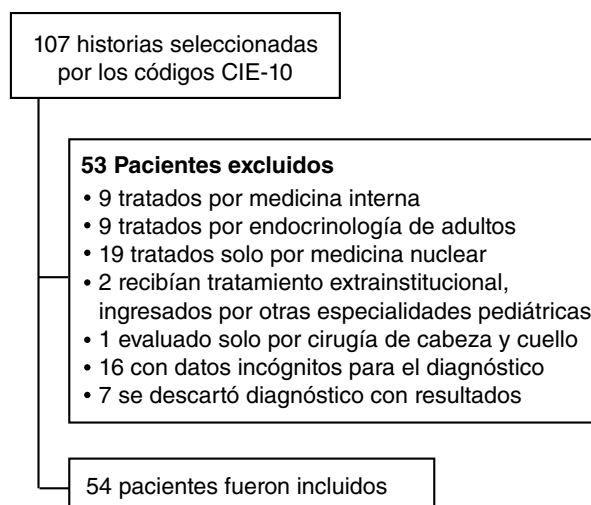 107 historias seleccionadas
por los códigos CIE-10
53 Pacientes excluidos
• 9 tratados por medicina interna
• 9 tratados por endocrinología de adultos
• 19 tratados solo por medicina nuclear
• 2 recibían tratamiento extrainstitucional,
ingresados por otras especialidades pediátricas
• 1 evaluado solo por cirugía de cabeza y cuello
• 16 con datos incógnitos para el diagnóstico
• 7 se descartó diagnóstico con resultados
54 pacientes fueron incluidos